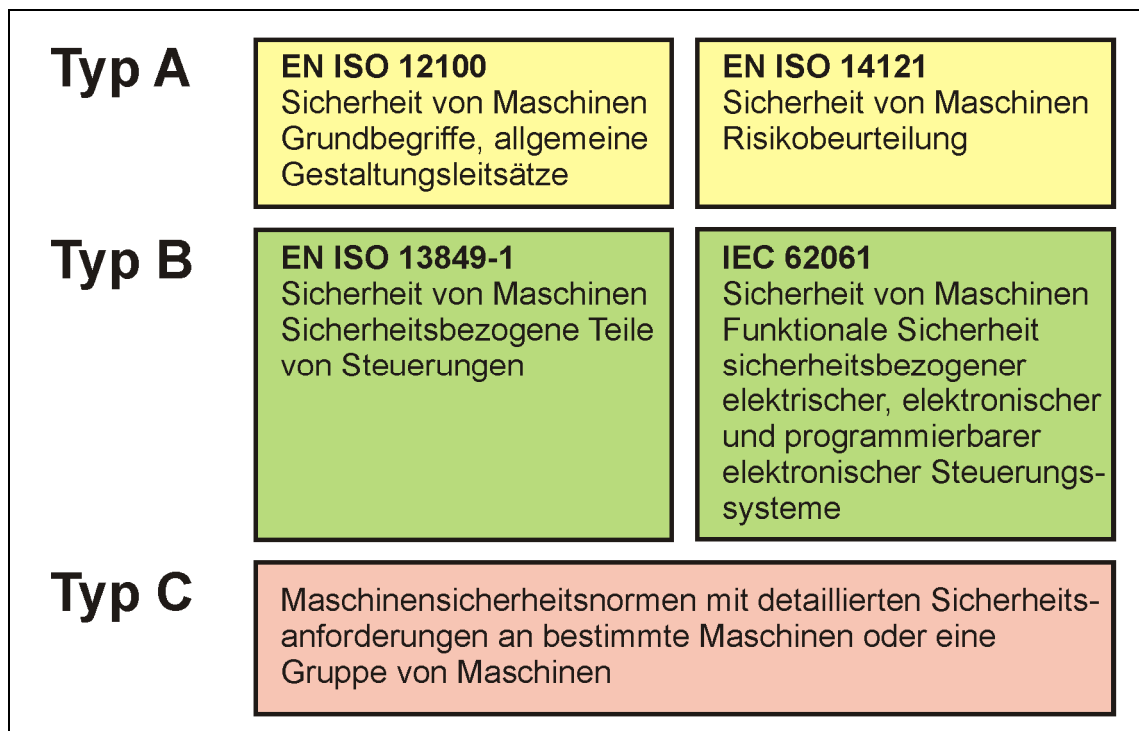 Typ A
EN ISO 12100
Sicherheit von Maschinen
Grundbegriffe, allgemeine
Gestaltungsleitsätze
EN ISO 14121
Sicherheit von Maschinen
Risikobeurteilung
Typ B
EN ISO 13849-1
Sicherheit von Maschinen
Sicherheitsbezogene Teile
von Steuerungen
IEC 62061
Sicherheit von Maschinen
Funktionale Sicherheit
sicherheitsbezogener
elektrischer, elektronischer
und programmierbarer
elektronischer Steuerungs-
systeme
Typ C
Maschinensicherheitsnormen mit detaillierten Sicherheits-
anforderungen an bestimmte Maschinen oder eine
Gruppe von Maschinen